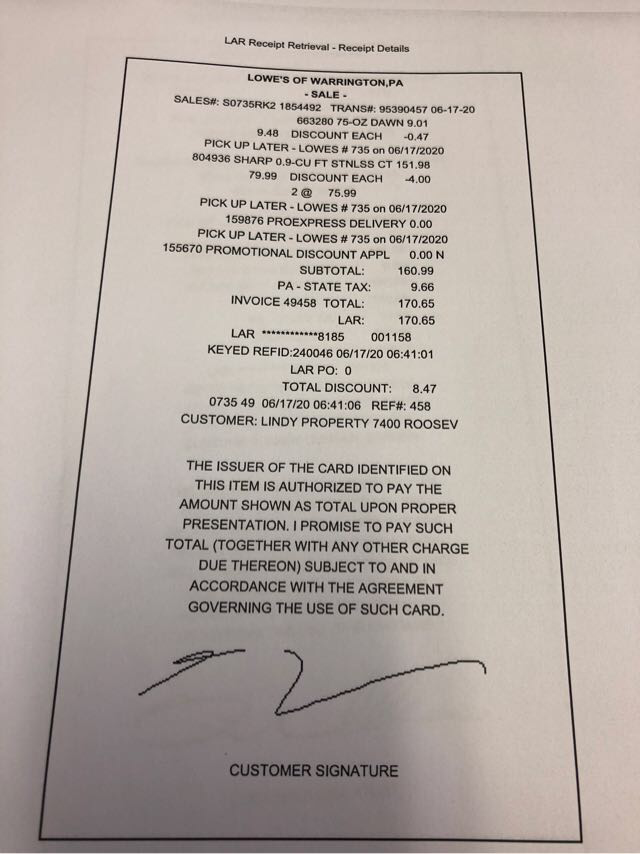 LAR Receipt Retrieval - Receipt Details
LOWE'S OF WARRINGTON,PA
- SALE -
SALES#: S0735RK2 1854492 TRANS#: 95390457 06-17-20
663280 75-OZ DAWN 9.01
9.48 DISCOUNT EACH -0.47
PICK UP LATER - LOWES # 735 on 06/17/2020
804936 SHARP 0.9-CU FT STNLSS CT 151.98
79.99 DISCOUNT EACH -4.00
2 @ 75.99
PICK UP LATER - LOWES # 735 on 06/17/2020
159876 PROEXPRESS DELIVERY 0.00
PICK UP LATER - LOWES # 735 on 06/17/2020
155670 PROMOTIONAL DISCOUNT APPL 0.00 N
SUBTOTAL: 160.99
PA - STATE TAX: 9.66
INVOICE 49458 TOTAL: 170.65
LAR: 170.65
LAR ************8185 001158
KEYED REFID:240046 06/17/20 06:41:01
LAR PO: 0
TOTAL DISCOUNT: 8.47
0735 49 06/17/20 06:41:06 REF#: 458
CUSTOMER: LINDY PROPERTY 7400 ROOSEV
THE ISSUER OF THE CARD IDENTIFIED ON
THIS ITEM IS AUTHORIZED TO PAY THE
AMOUNT SHOWN AS TOTAL UPON PROPER
PRESENTATION. I PROMISE TO PAY SUCH
TOTAL (TOGETHER WITH ANY OTHER CHARGE
DUE THEREON) SUBJECT TO AND IN
ACCORDANCE WITH THE AGREEMENT
GOVERNING THE USE OF SUCH CARD.
CUSTOMER SIGNATURE